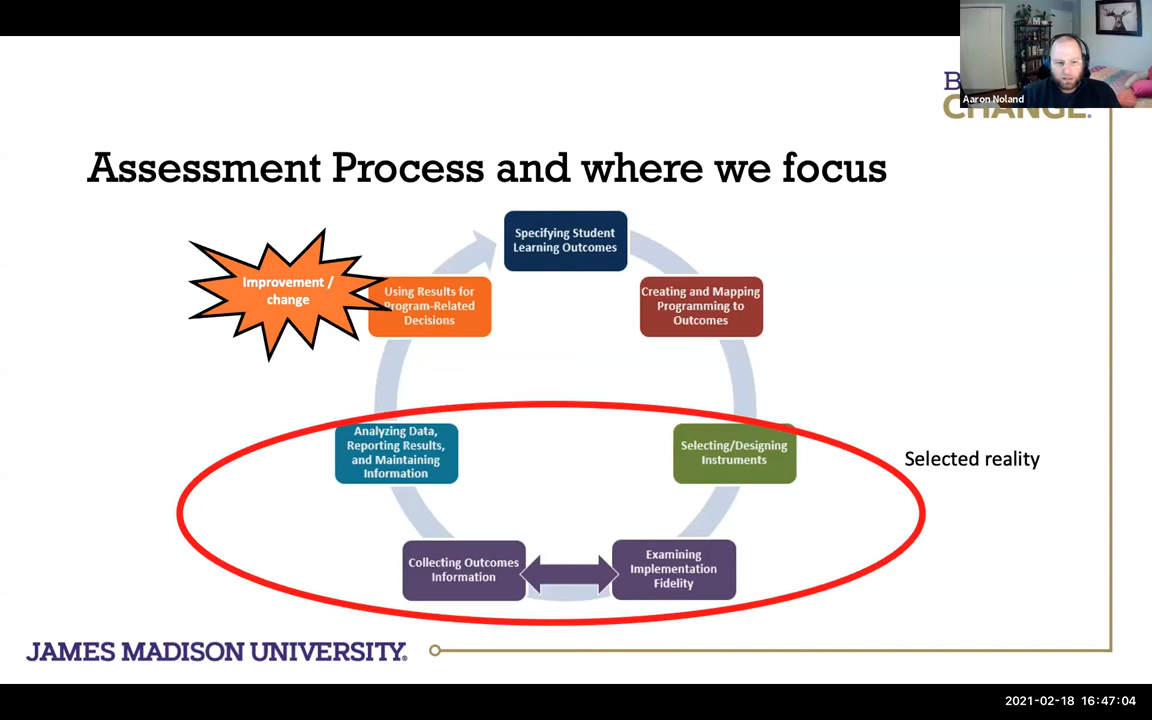 Aaron Noland
CHANGE.
Assessment Process and where we focus
Specifying Student
Learning Outcomes
Improvement /
change
Using Results for
Program-Related
Decisions
Creating and Mapping
Programming to
Outcomes
Analyzing Data,
Reporting Results,
and Maintaining
Information
Selecting/Designing
Instruments
Selected reality
Collecting Outcomes
Information
Examining
Implementation
Fidelity
JAMES MADISON UNIVERSITY®
2021-02-18 16:47:04